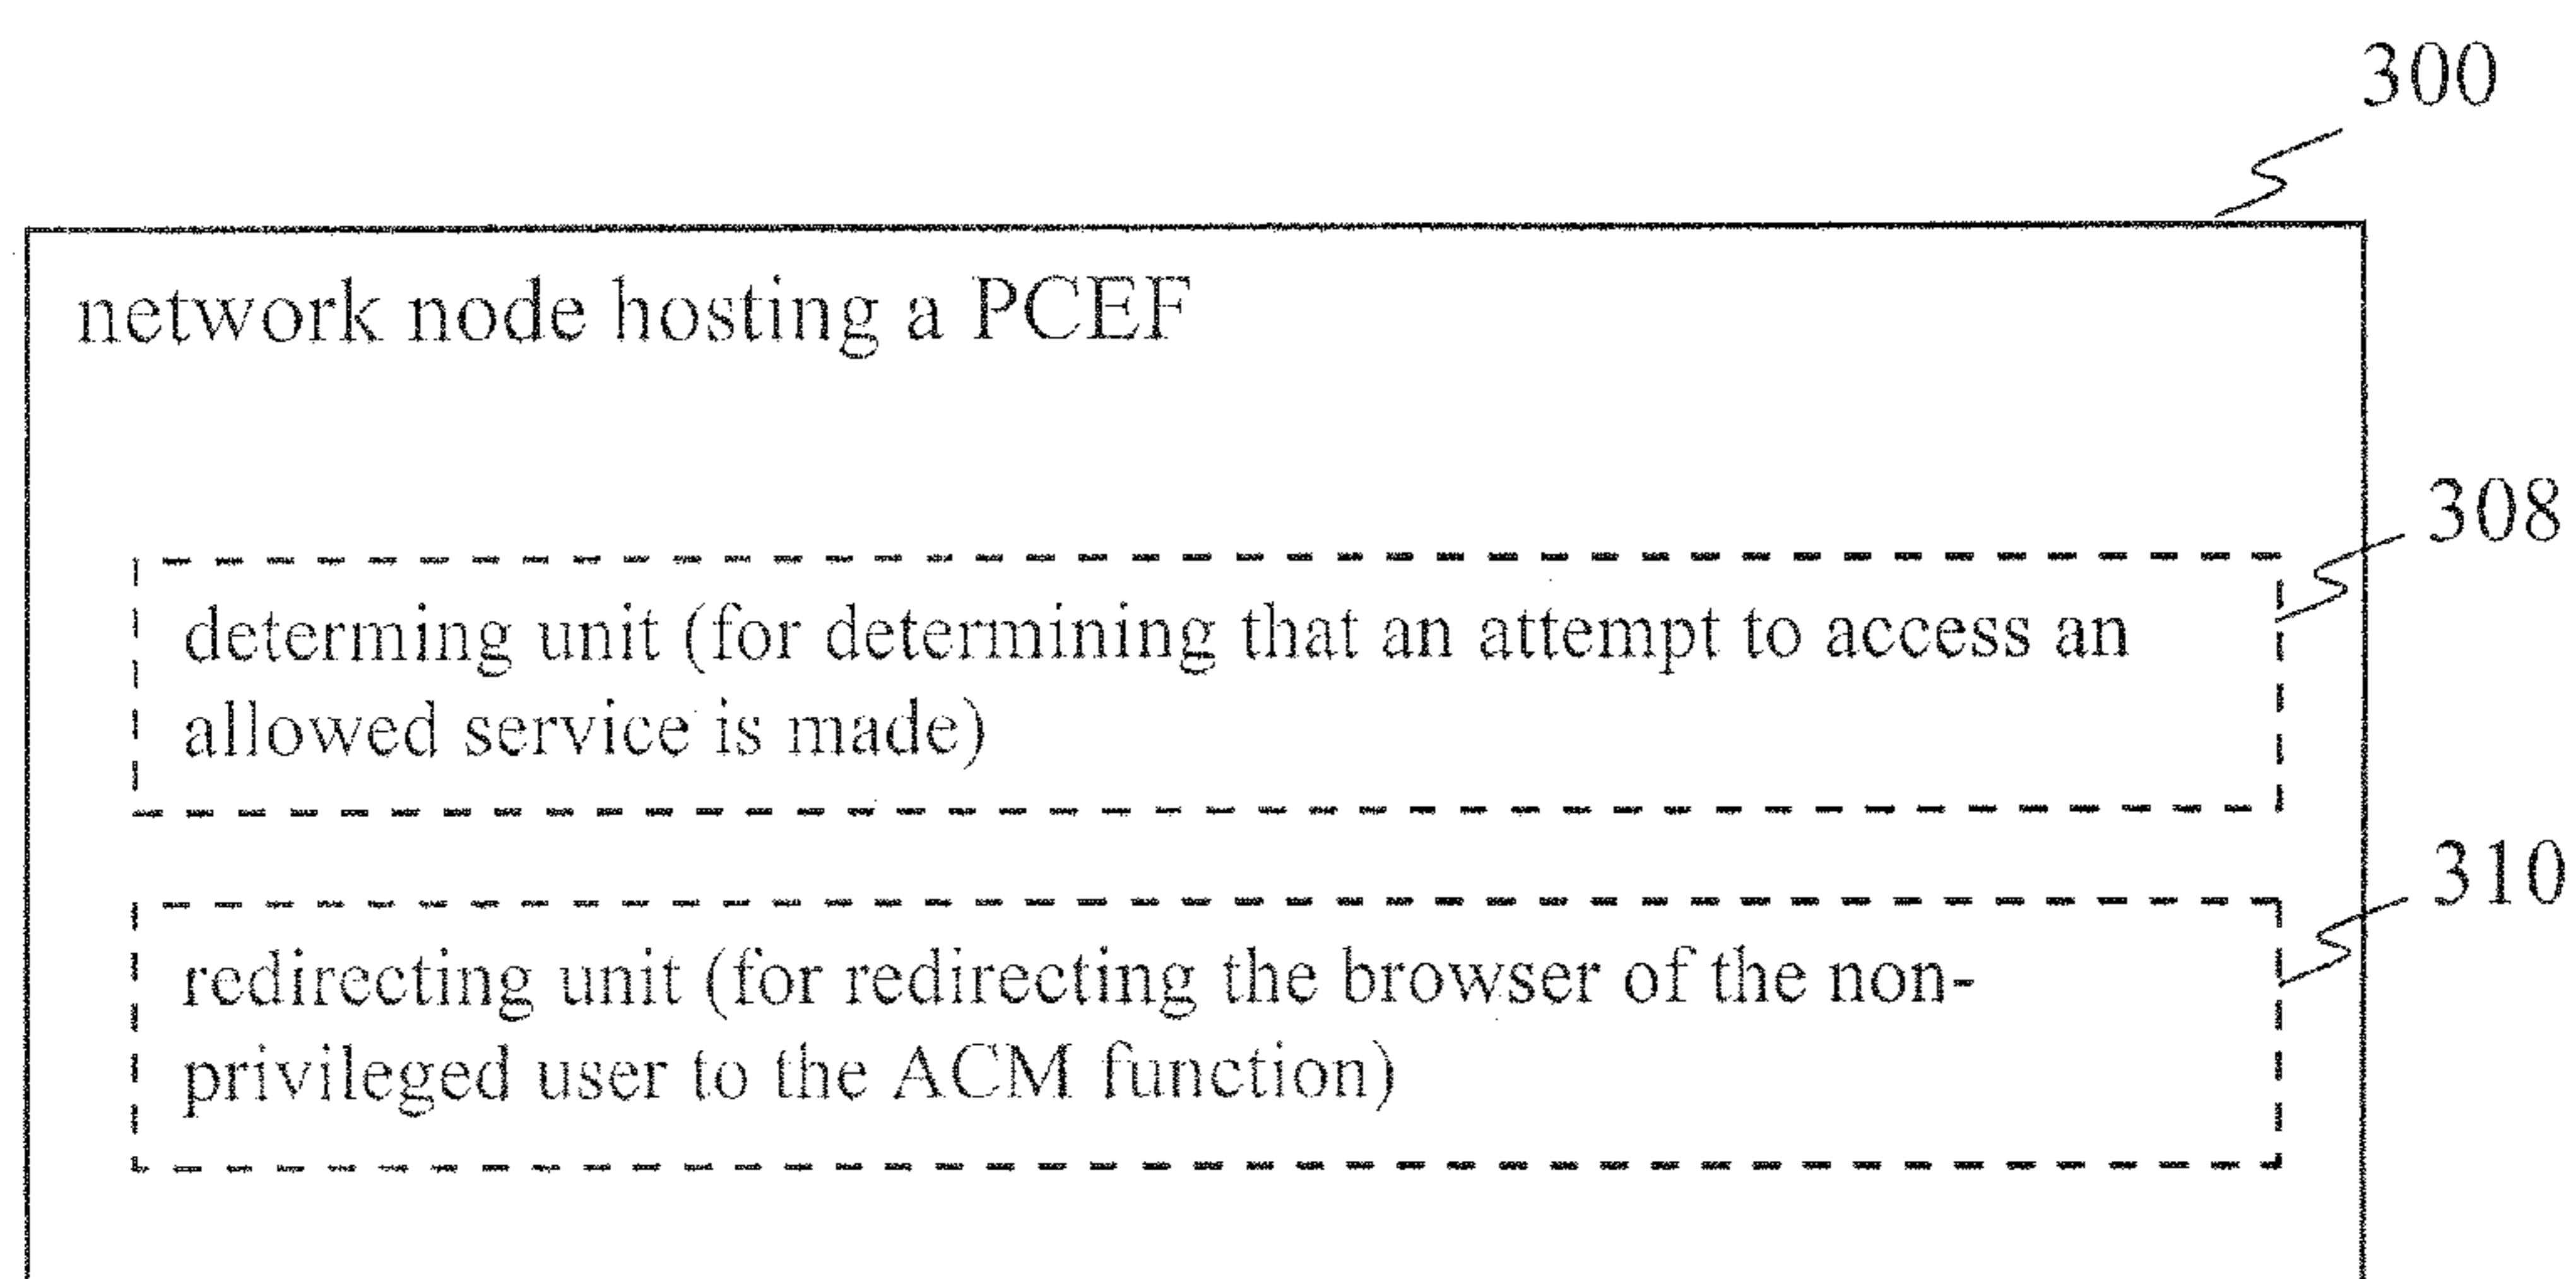 300
network node hosting a PCEF
308
determing unit (for determining that an attempt to access an
allowed service is made)
310
redirecting unit (for redirecting the browser of the non-
privileged user to the ACM function)